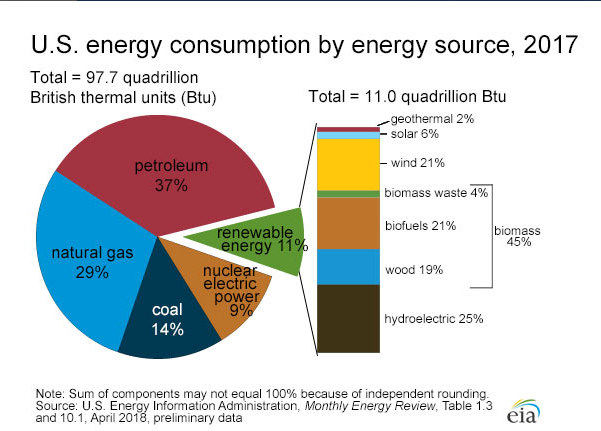 U.S. energy consumption by energy source, 2017
Total = 97.7 quadrillion
British thermal units (Btu)
Total = 11.0 quadrillion Btu
petroleum
37%
natural gas
29%
coal
14%
nuclear
electric
power
9%
renewable
energy 11%
geothermal 2%
solar 6%
wind 21%
biomass waste 4%
biofuels 21%
wood 19%
biomass
45%
hydroelectric 25%
Note: Sum of components may not equal 100% because of independent rounding.
Source: U.S. Energy Information Administration, Monthly Energy Review, Table 1.3
and 10.1, April 2018, preliminary data
eia